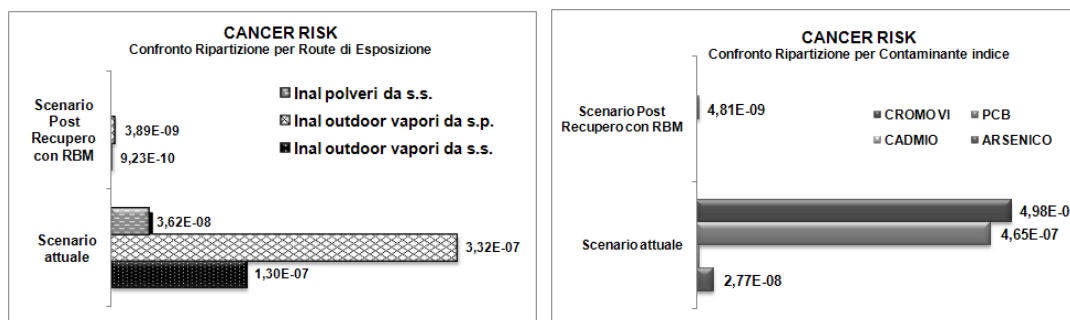 CANCER RISK
Confronto Ripartizione per Route di Esposizione
Inal polveri da s.s.
Inal outdoor vapori da s.p.
Inal outdoor vapori da s.s.
Scenario
Post
Recupero
con RBM
3,89E-09
9,23E-10
Scenario
attuale
3,62E-08
3,32E-07
1,30E-07
CANCER RISK
Confronto Ripartizione per Contaminante indice
Scenario Post
Recupero con RBM
4,81E-09
CROMO VI
PCB
CADMIO
ARSENICO
Scenario attuale
4,98E-0
4,65E-07
2,77E-08